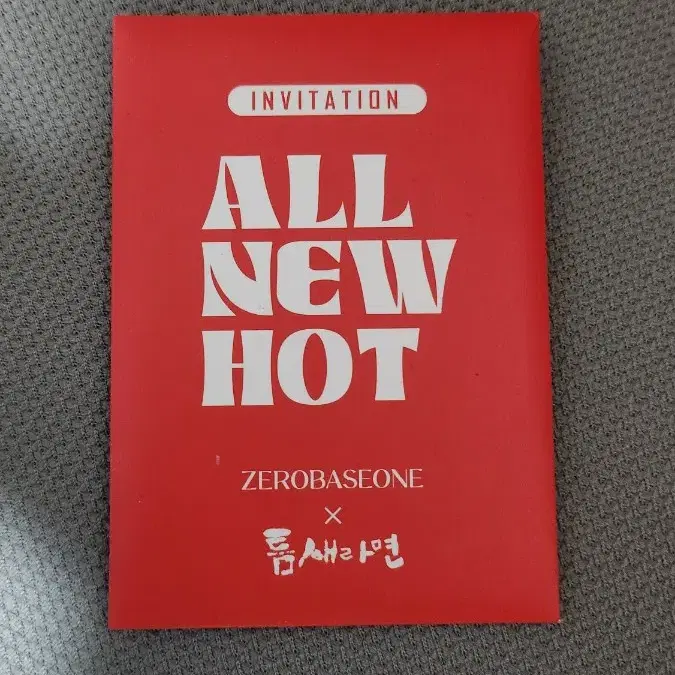 INVITATION
ALL
NEW
HOT
ZEROBASEONE
×
틈새라면